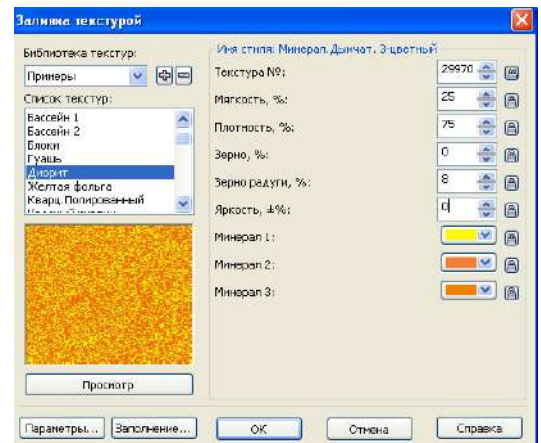 Заливка текстурой
Библиотека текстур:
Примеры
Список текстур:
Бассейн 1
Бассейн 2
Блоки
Гуашь
Диорит
Желтая фольга
Кварц Полированный
Просмотр
Имя стиля: Минерал.Дымчат. 3-цветный
Текстура №: 29970
Мягкость, %: 25
Плотность, %: 75
Зерно, %: 0
Зерно радуги, %: 8
Яркость, ±%: 0
Минерал 1:
Минерал 2:
Минерал 3:
Параметры... Заполнение... OK Отмена Справка